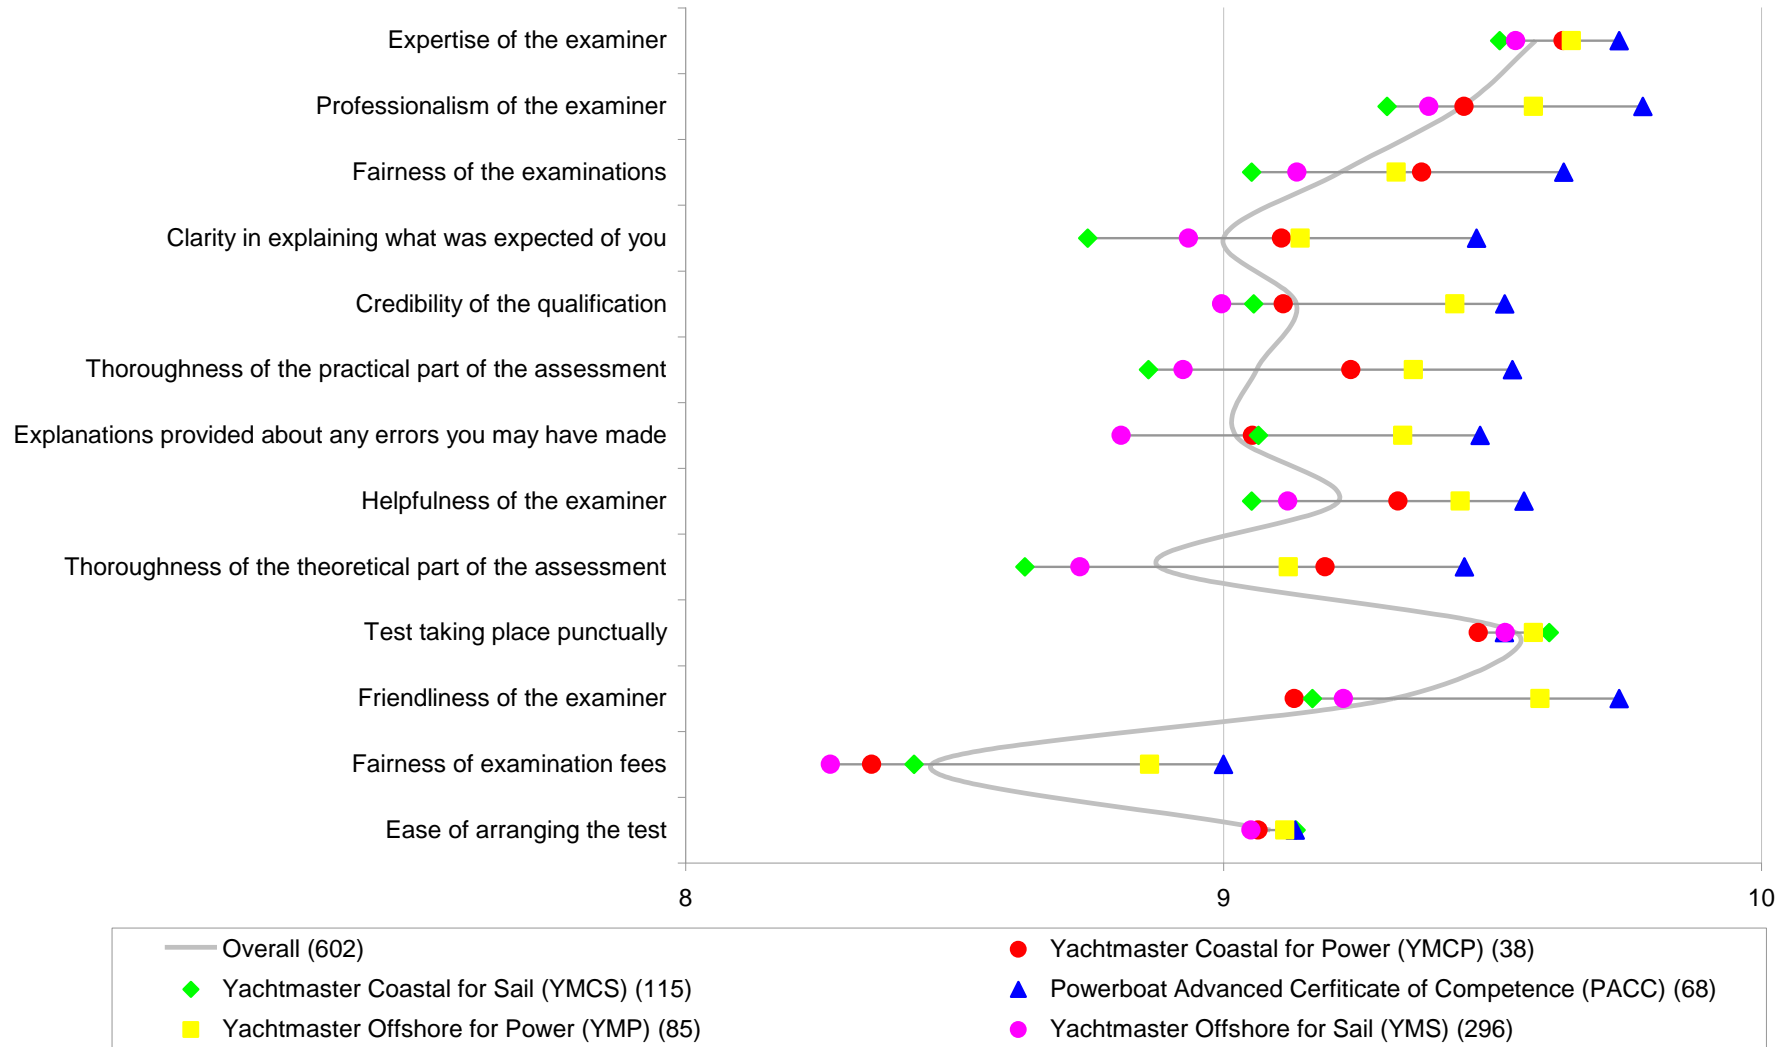 Expertise of the examiner
Professionalism of the examiner
Fairness of the examinations
Clarity in explaining what was expected of you
Credibility of the qualification
Thoroughness of the practical part of the assessment
Explanations provided about any errors you may have made
Helpfulness of the examiner
Thoroughness of the theoretical part of the assessment
Test taking place punctually
Friendliness of the examiner
Fairness of examination fees
Ease of arranging the test
8 9 10
Overall (602)
Yachtmaster Coastal for Power (YMCP) (38)
Yachtmaster Coastal for Sail (YMCS) (115)
Powerboat Advanced Cerfiticate of Competence (PACC) (68)
Yachtmaster Offshore for Power (YMP) (85)
Yachtmaster Offshore for Sail (YMS) (296)